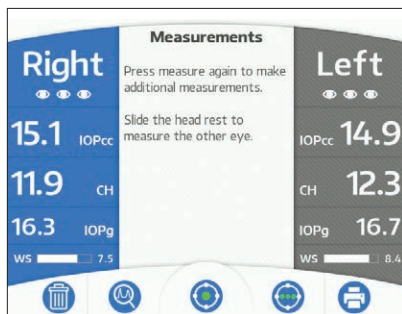 Measurements
Right
Press measure again to make
additional measurements.
Slide the head rest to
measure the other eye.
Left
15.1 IOPcc
11.9 CH
16.3 IOPg
WS 7.5
IOPcc 14.9
CH 12.3
IOPg 16.7
WS 8.4